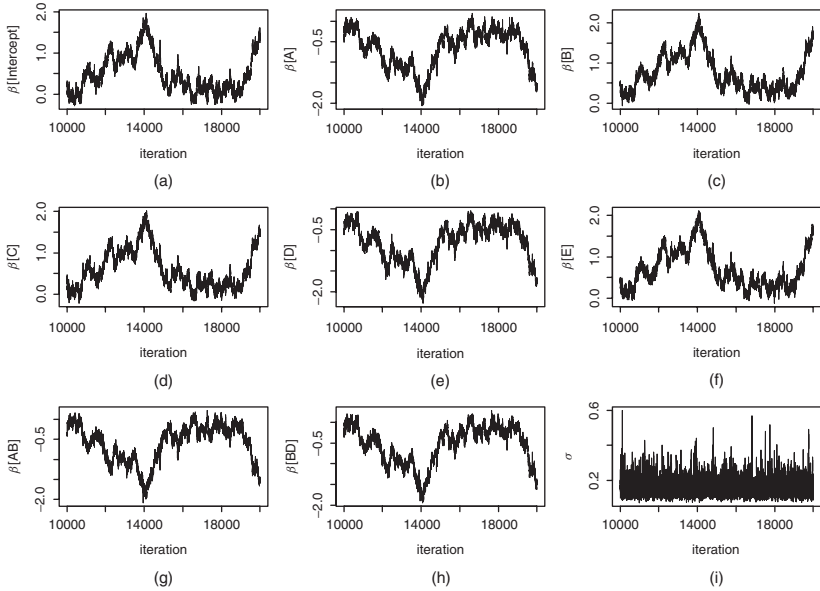 β[Intercept]
0.0 1.0 2.0
10000 14000 18000
iteration
(a)
β[A]
−2.0 −0.5
10000 14000 18000
iteration
(b)
β[B]
0.0 1.0 2.0
10000 14000 18000
iteration
(c)
β[C]
0.0 1.0 2.0
10000 14000 18000
iteration
(d)
β[D]
−2.0 −0.5
10000 14000 18000
iteration
(e)
β[E]
0.0 1.0 2.0
10000 14000 18000
iteration
(f)
β[AB]
−2.0 −0.5
10000 14000 18000
iteration
(g)
β[BD]
−2.0 −0.5
10000 14000 18000
iteration
(h)
σ
0.2 0.6
10000 14000 18000
iteration
(i)